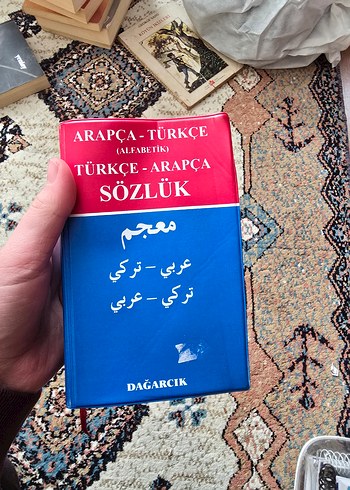 ARAPÇA - TÜRKÇE
(ALFABETİK)
TÜRKÇE - ARAPÇA
SÖZLÜK
معجم
عربي – تركي
تركي – عربي
DAĞARCIK